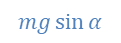 mg sin α